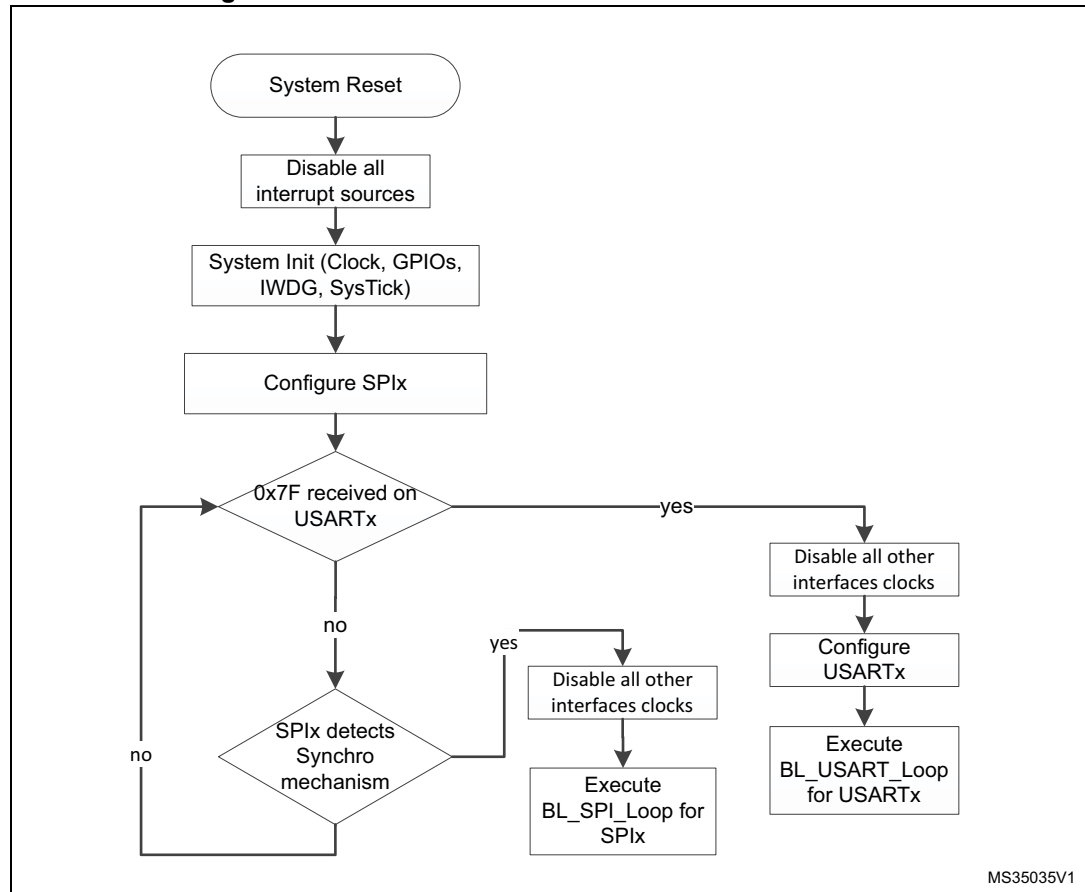 System Reset
Disable all
interrupt sources
System Init (Clock, GPIOs,
IWDG, SysTick)
Configure SPIx
0x7F received on
USARTx
yes
Disable all other
interfaces clocks
Configure
USARTx
Execute
BL_USART_Loop
for USARTx
no
yes
Disable all other
interfaces clocks
SPIx detects
Synchro
mechanism
no
Execute
BL_SPI_Loop for
SPIx
MS35035V1